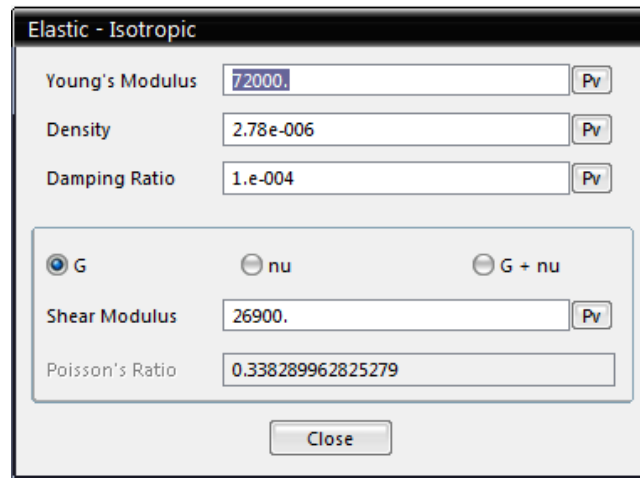 Elastic - Isotropic
Young's Modulus 72000. Pv
Density 2.78e-006 Pv
Damping Ratio 1.e-004 Pv
G nu G + nu
Shear Modulus 26900. Pv
Poisson's Ratio 0.338289962825279
Close